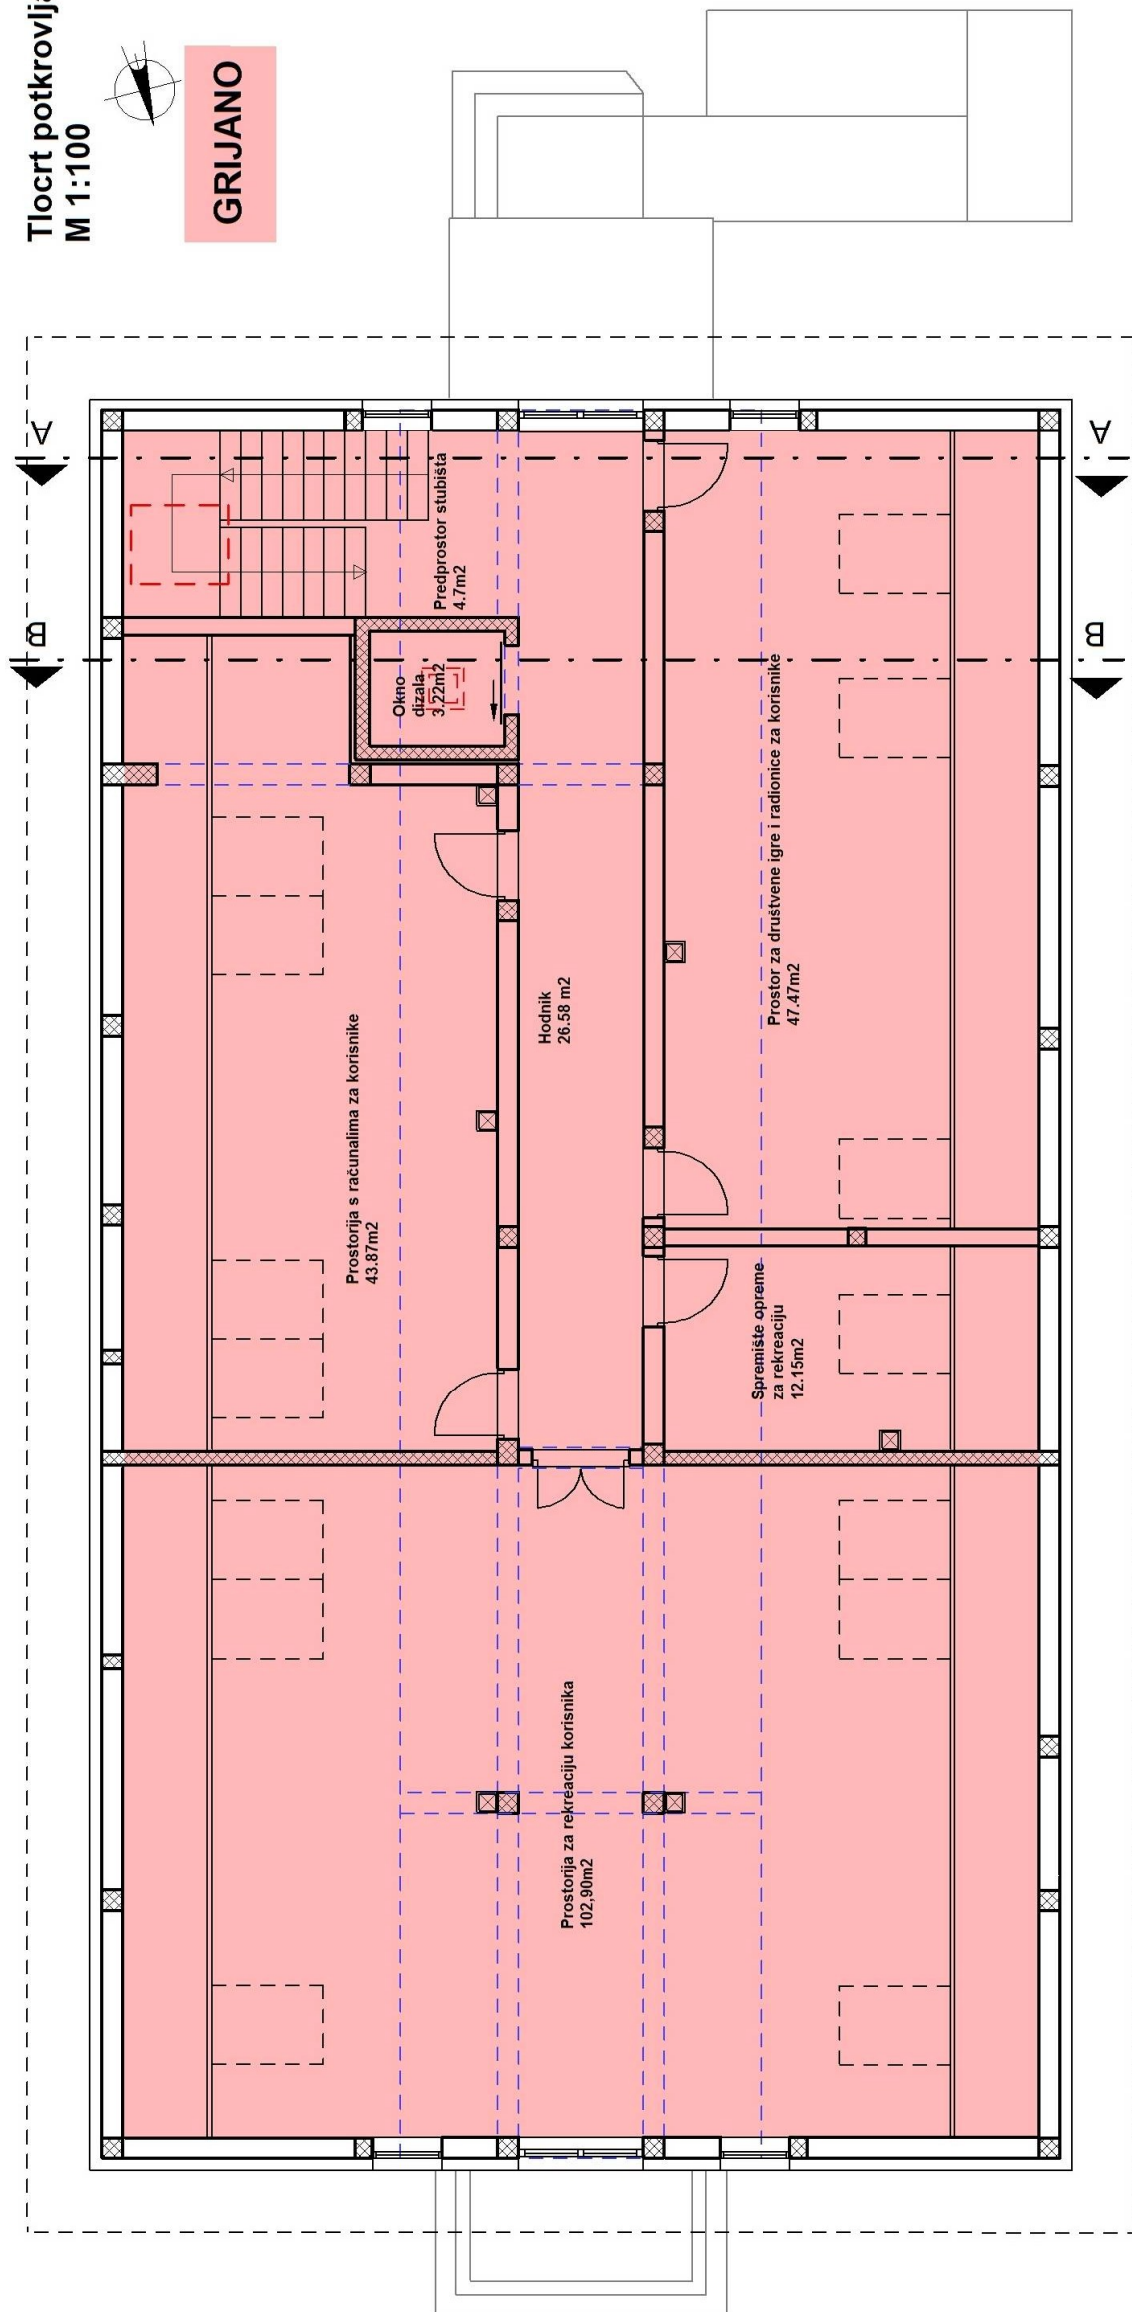 Tlocrt potkrovlja
M 1:100
GRIJANO
A
A
B
B
Predprostor stubišta
4.7m2
Okno
dizala
3.22m2
Prostor za društvene igre i radionice za korisnike
47.47m2
Hodnik
26.58 m2
Prostorija s računalima za korisnike
43.87m2
Spremište opreme
za rekreaciju
12.15m2
Prostorija za rekreaciju korisnika
102,90m2